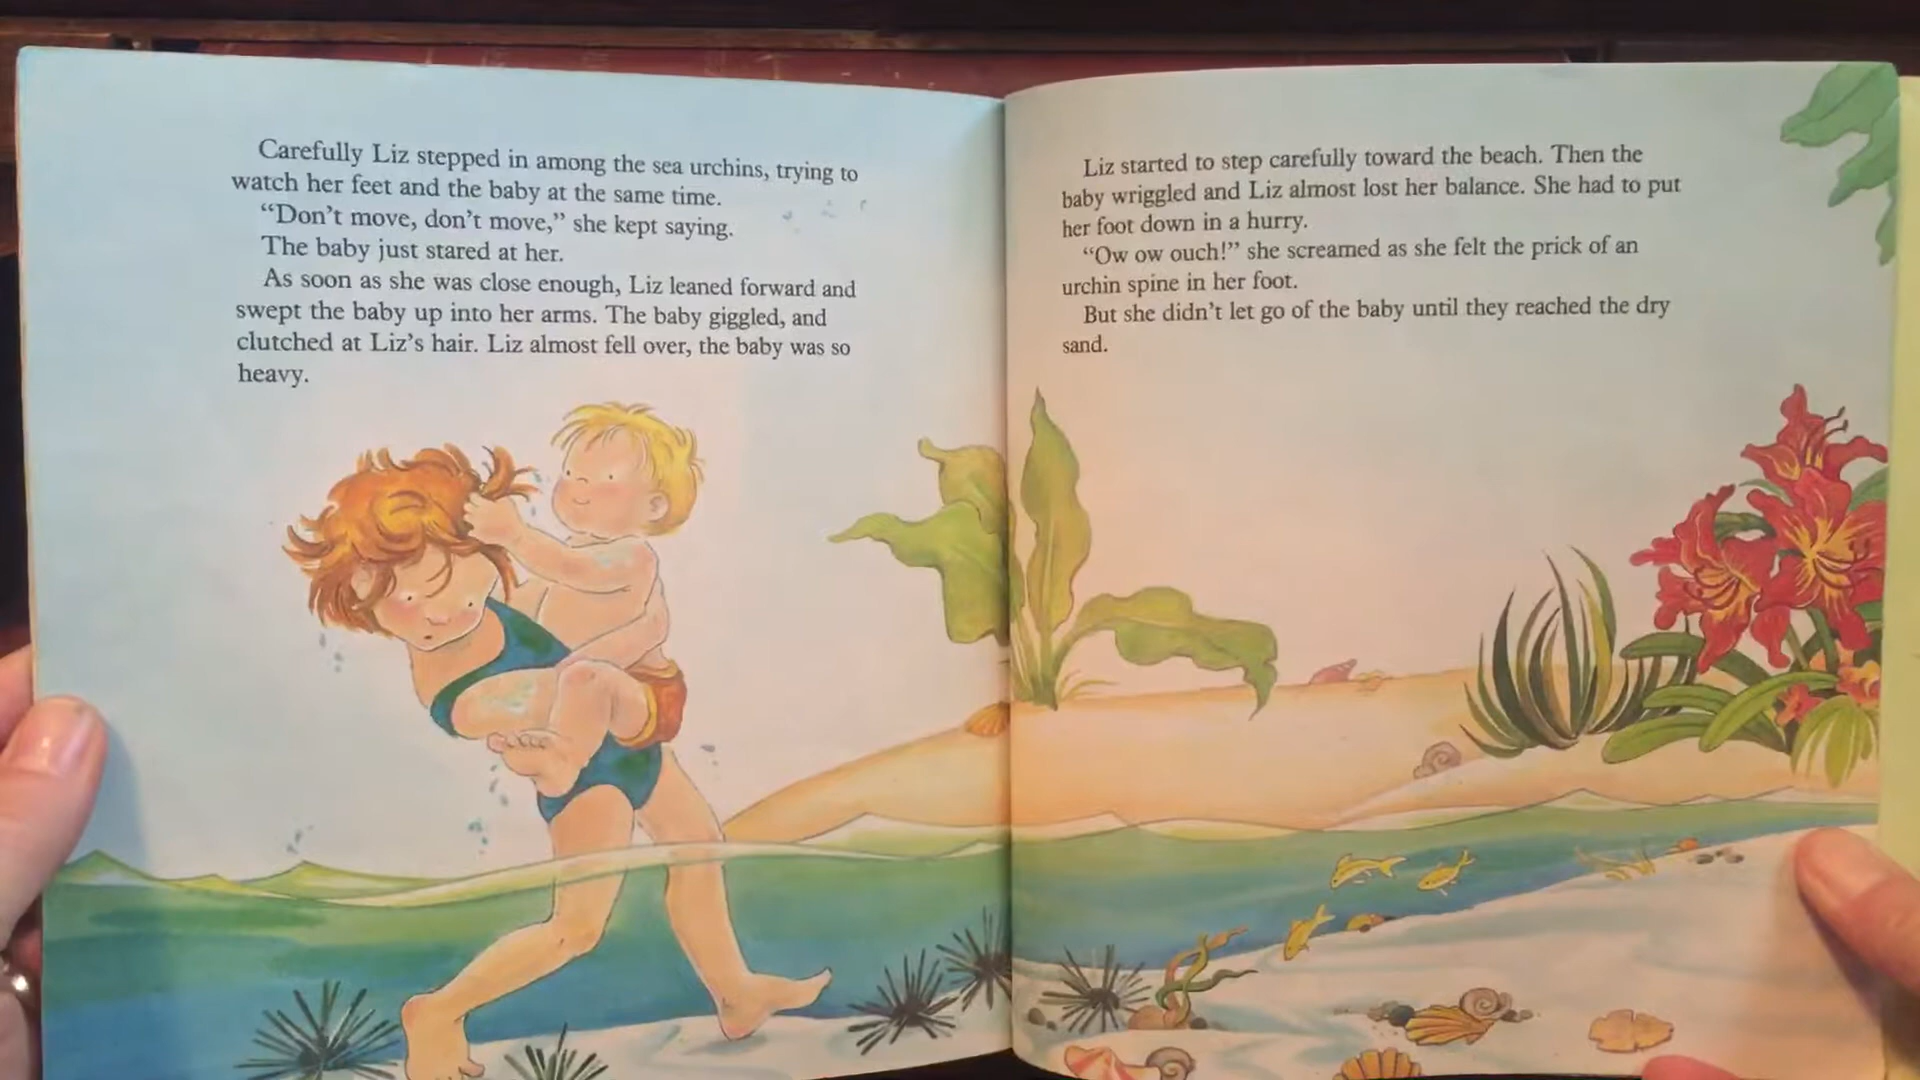 Carefully Liz stepped in among the sea urchins, trying to
watch her feet and the baby at the same time.
“Don’t move, don’t move,” she kept saying.
The baby just stared at her.
As soon as she was close enough, Liz leaned forward and
swept the baby up into her arms. The baby giggled, and
clutched at Liz’s hair. Liz almost fell over, the baby was so
heavy.
Liz started to step carefully toward the beach. Then the
baby wriggled and Liz almost lost her balance. She had to put
her foot down in a hurry.
“Ow ow ouch!” she screamed as she felt the prick of an
urchin spine in her foot.
But she didn’t let go of the baby until they reached the dry
sand.